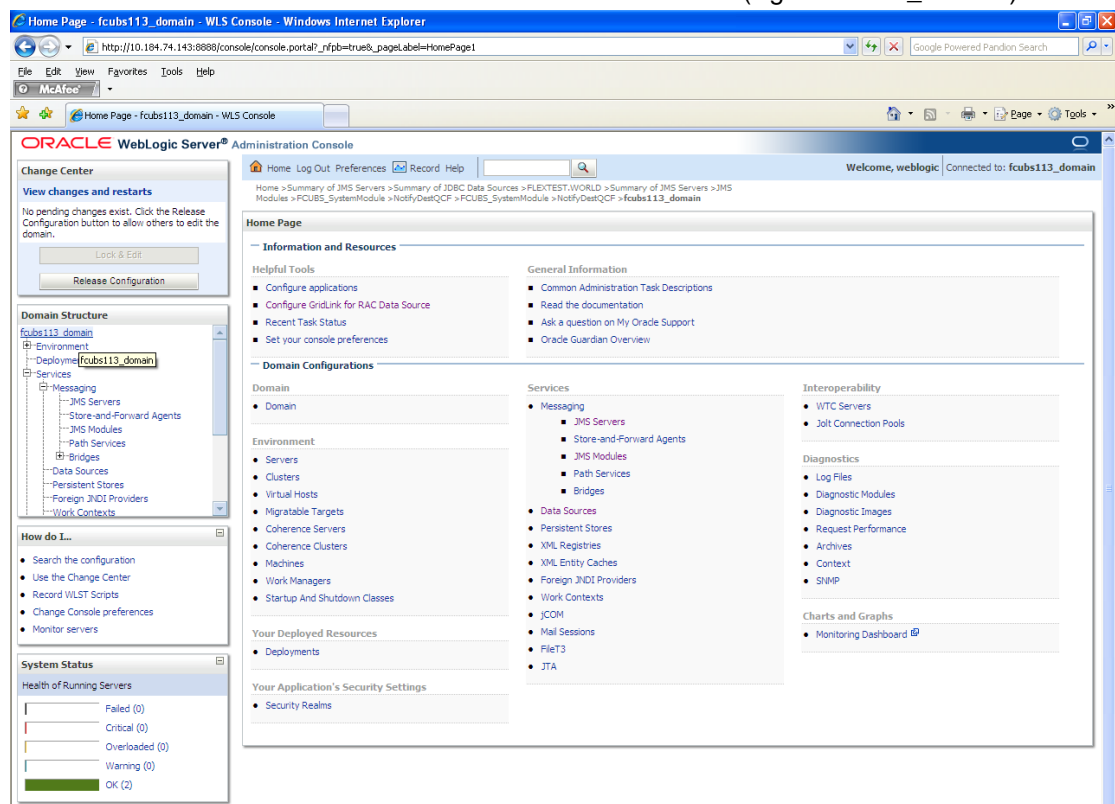 Home Page - fcubs113_domain - WLS Console - Windows Internet Explorer
http://10.184.74.143:8888/console/console.portal?_nfpb=true&_pageLabel=HomePage1
Google Powered Pandion Search
File Edit View Favorites Tools Help
McAfee
Home Page - fcubs113_domain - WLS Console
Page Tools
ORACLE WebLogic Server® Administration Console
Change Center
View changes and restarts
No pending changes exist. Click the Release
Configuration button to allow others to edit the
domain.
Lock & Edit
Release Configuration
Domain Structure
fcubs113_domain
Environment
Deployme
fcubs113_domain
Services
Messaging
JMS Servers
Store-and-Forward Agents
JMS Modules
Path Services
Bridges
Data Sources
Persistent Stores
Foreign JNDI Providers
Work Contexts
How do I...
Search the configuration
Use the Change Center
Record WLST Scripts
Change Console preferences
Monitor servers
System Status
Health of Running Servers
Failed (0)
Critical (0)
Overloaded (0)
Warning (0)
OK (2)
Home Log Out Preferences Record Help
Welcome, weblogic Connected to: fcubs113_domain
Home >Summary of JMS Servers >Summary of JDBC Data Sources >FLEXTEST.WORLD >Summary of JMS Servers >JMS
Modules >FCUBS_SystemModule >NotifyDestQCF >FCUBS_SystemModule >NotifyDestQCF >fcubs113_domain
Home Page
Information and Resources
Helpful Tools
Configure applications
Configure GridLink for RAC Data Source
Recent Task Status
Set your console preferences
General Information
Common Administration Task Descriptions
Read the documentation
Ask a question on My Oracle Support
Oracle Guardian Overview
Domain Configurations
Domain
Domain
Environment
Servers
Clusters
Virtual Hosts
Migratable Targets
Coherence Servers
Coherence Clusters
Machines
Work Managers
Startup And Shutdown Classes
Your Deployed Resources
Deployments
Your Application's Security Settings
Security Realms
Services
Messaging
JMS Servers
Store-and-Forward Agents
JMS Modules
Path Services
Bridges
Data Sources
Persistent Stores
XML Registries
XML Entity Caches
Foreign JNDI Providers
Work Contexts
jCOM
Mail Sessions
FileT3
JTA
Interoperability
WTC Servers
Jolt Connection Pools
Diagnostics
Log Files
Diagnostic Modules
Diagnostic Images
Request Performance
Archives
Context
SNMP
Charts and Graphs
Monitoring Dashboard